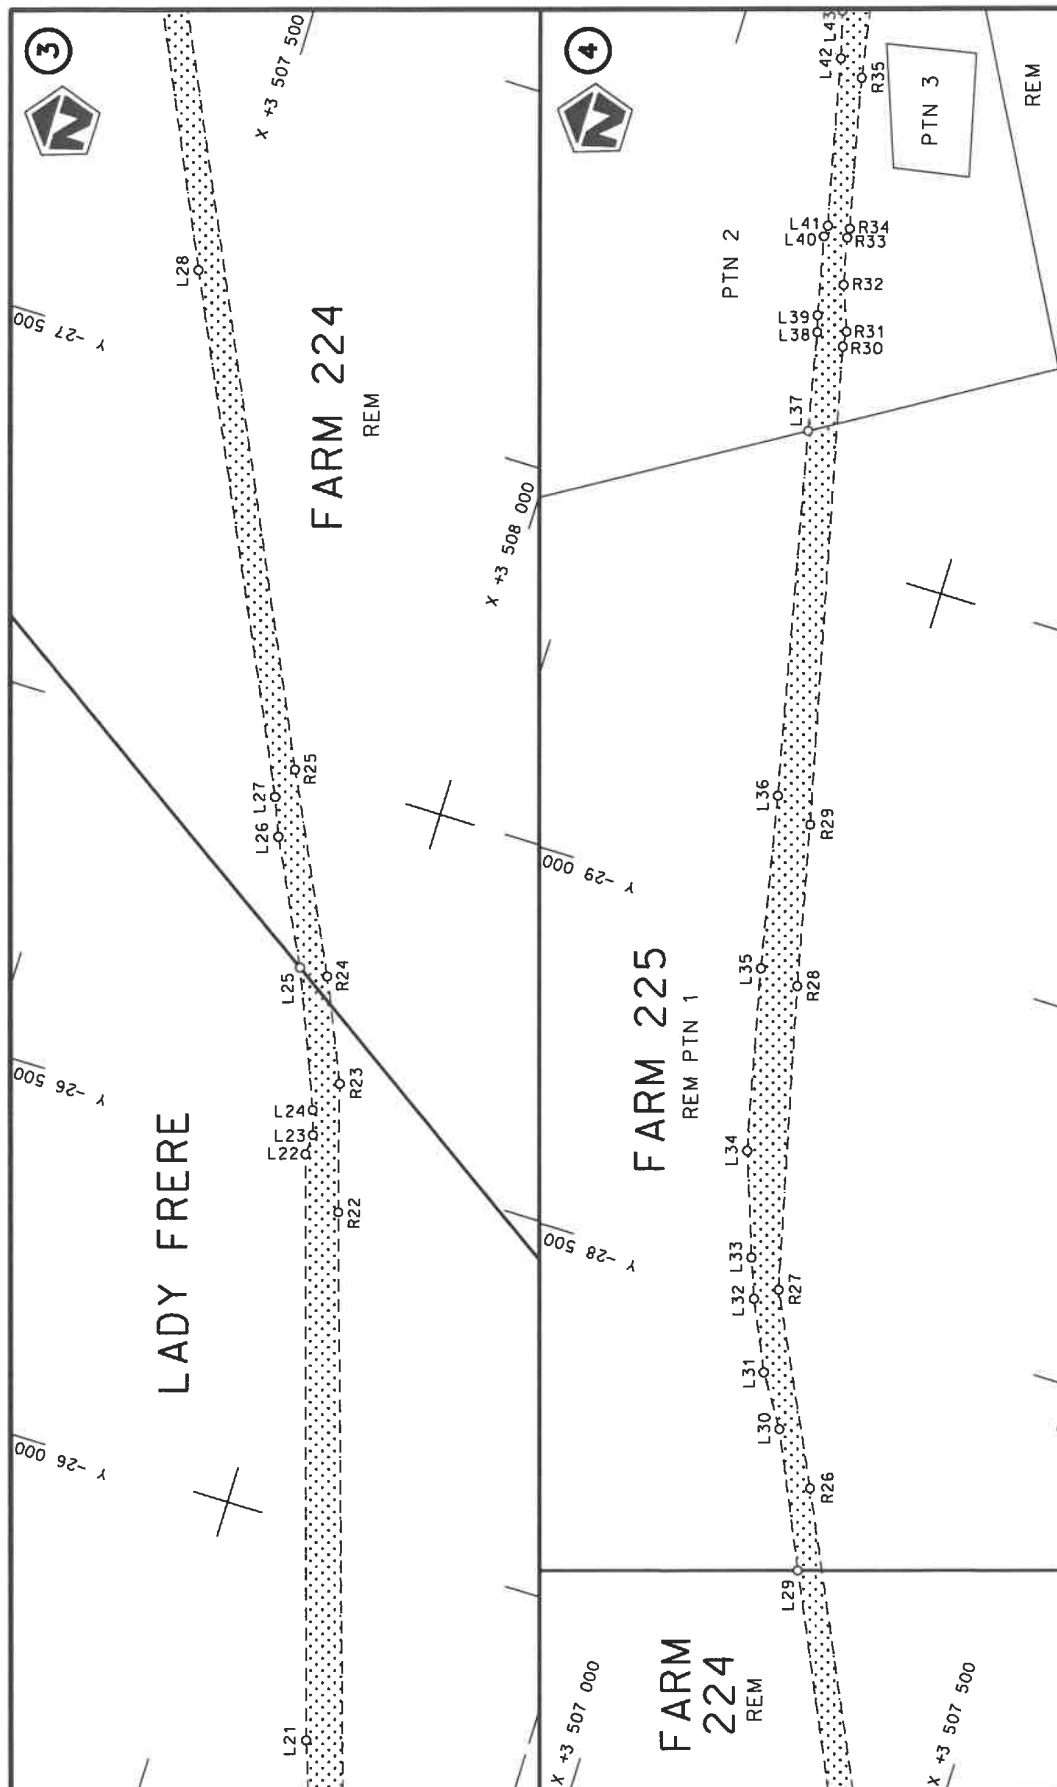 3
N
X +3 507 500
L28
Y -27 500
FARM 224
REM
X +3 508 000
L27
L26
R25
L25
R24
Y -26 500
LADY FRERE
L24
L23
L22
R23
R22
Y -26 000
L21
4
N
L43
L42
R35
PTN 3
REM
PTN 2
L41
L40
R34
R33
R32
L39
L38
R31
R30
L37
L36
R29
Y -29 000
FARM 225
REM PTN 1
L35
R28
L34
Y -28 500
L33
L32
R27
L31
L30
R26
L29
FARM
224
REM
X +3 507 000
X +3 507 500